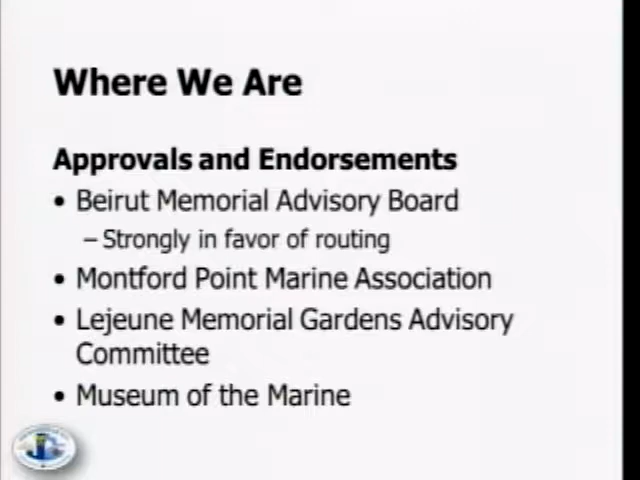 Where We Are
Approvals and Endorsements
• Beirut Memorial Advisory Board
– Strongly in favor of routing
• Montford Point Marine Association
• Lejeune Memorial Gardens Advisory
Committee
• Museum of the Marine